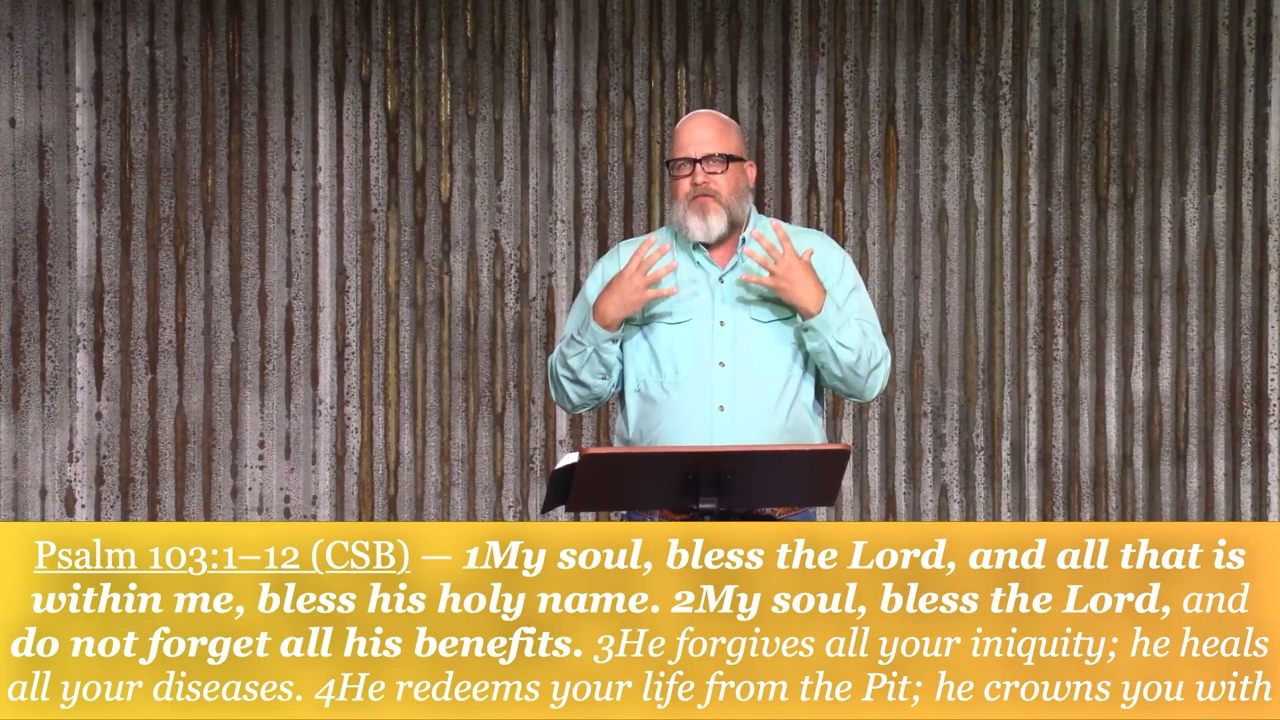 Psalm 103:1–12 (CSB) — 1My soul, bless the Lord, and all that is
within me, bless his holy name. 2My soul, bless the Lord, and
do not forget all his benefits. 3He forgives all your iniquity; he heals
all your diseases. 4He redeems your life from the Pit; he crowns you with